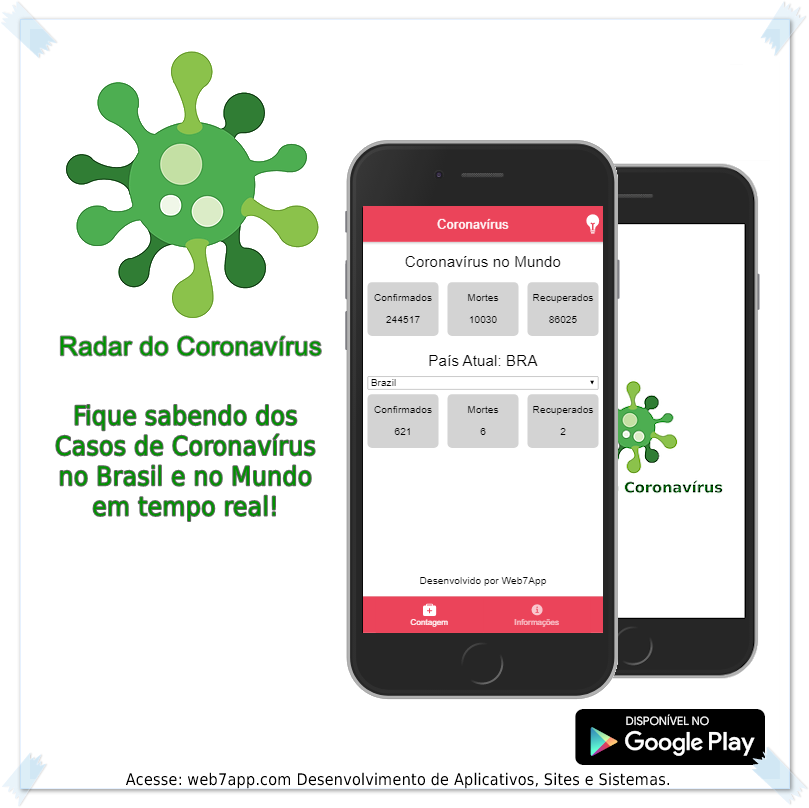 Radar do Coronavírus
Fique sabendo dos
Casos de Coronavírus
no Brasil e no Mundo
em tempo real!
Coronavírus
Coronavírus no Mundo
Confirmados Mortes Recuperados
244517 10030 86025
País Atual: BRA
Brazil
Confirmados Mortes Recuperados
621 6 2
Desenvolvido por Web7App
Contagem Informações
Coronavírus
DISPONÍVEL NO
Google Play
Acesse: web7app.com Desenvolvimento de Aplicativos, Sites e Sistemas.